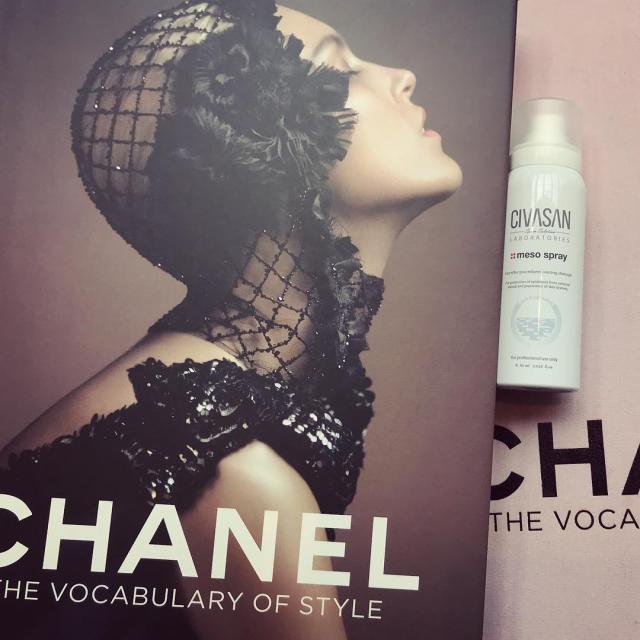 CHANEL
THE VOCABULARY OF STYLE
CIVASAN
LABORATORIES
meso spray
for professional use only
CHA
THE VOCA